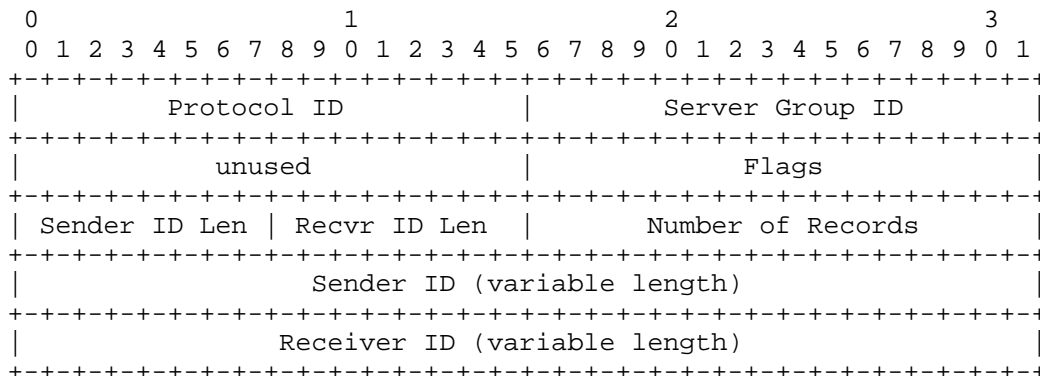 0                   1                   2                   3
 0 1 2 3 4 5 6 7 8 9 0 1 2 3 4 5 6 7 8 9 0 1 2 3 4 5 6 7 8 9 0 1
+-+-+-+-+-+-+-+-+-+-+-+-+-+-+-+-+-+-+-+-+-+-+-+-+-+-+-+-+-+-+-+-+
|         Protocol ID           |        Server Group ID        |
+-+-+-+-+-+-+-+-+-+-+-+-+-+-+-+-+-+-+-+-+-+-+-+-+-+-+-+-+-+-+-+-+
|            unused             |             Flags             |
+-+-+-+-+-+-+-+-+-+-+-+-+-+-+-+-+-+-+-+-+-+-+-+-+-+-+-+-+-+-+-+-+
| Sender ID Len | Recvr ID Len  |       Number of Records       |
+-+-+-+-+-+-+-+-+-+-+-+-+-+-+-+-+-+-+-+-+-+-+-+-+-+-+-+-+-+-+-+-+
|                  Sender ID (variable length)                  |
+-+-+-+-+-+-+-+-+-+-+-+-+-+-+-+-+-+-+-+-+-+-+-+-+-+-+-+-+-+-+-+-+
|                Receiver ID (variable length)                  |
+-+-+-+-+-+-+-+-+-+-+-+-+-+-+-+-+-+-+-+-+-+-+-+-+-+-+-+-+-+-+-+-+